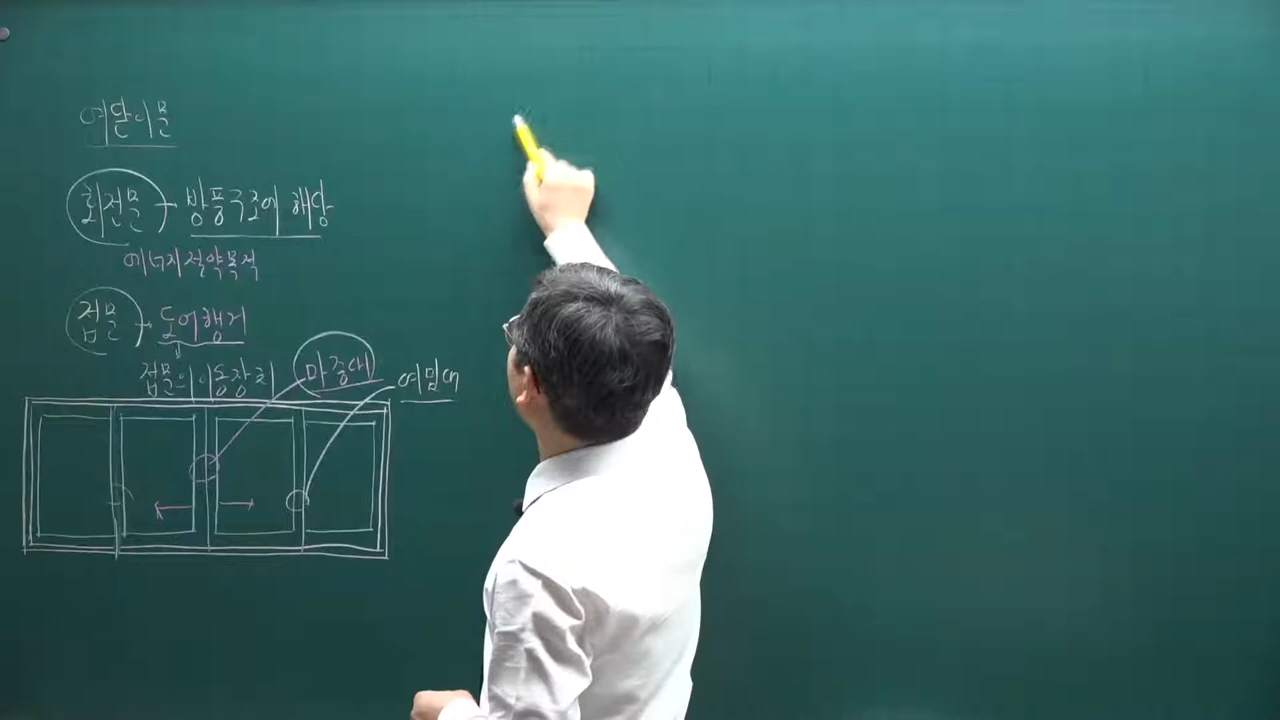 여닫이문
회전문 - 방풍구조에 해당
에너지절약목적
접문 → 도어행거
접문의 이동장치
마중대
여밈대